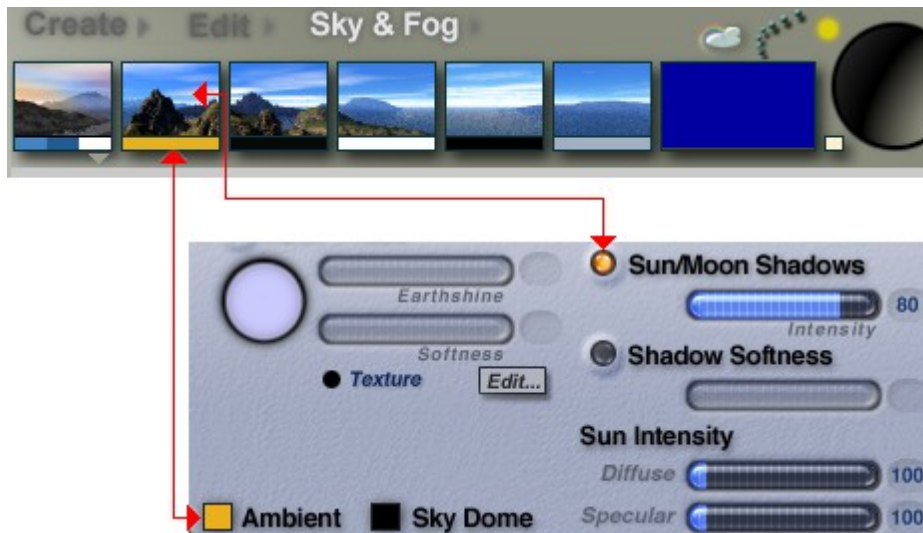 Create Edit Sky & Fog
Sun/Moon Shadows
Earthshine
80
Intensity
Softness
Shadow Softness
Texture Edit...
Sun Intensity
Diffuse 100
Ambient Sky Dome Specular 100